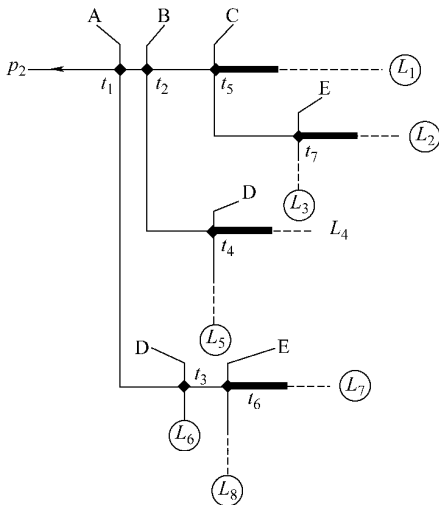 A B C
p₂ t₁ t₂ t₅ L₁
E
t₇ L₂
L₃
D
t₄ L₄
L₅
D t₃ E
t₆ L₇
L₆
L₈